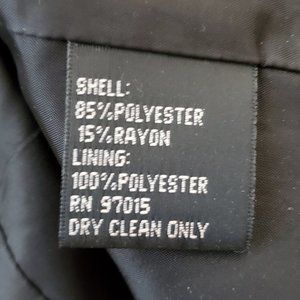 SHELL:
85%POLYESTER
15%RAYON
LINING:
100%POLYESTER
RN 97015
DRY CLEAN ONLY